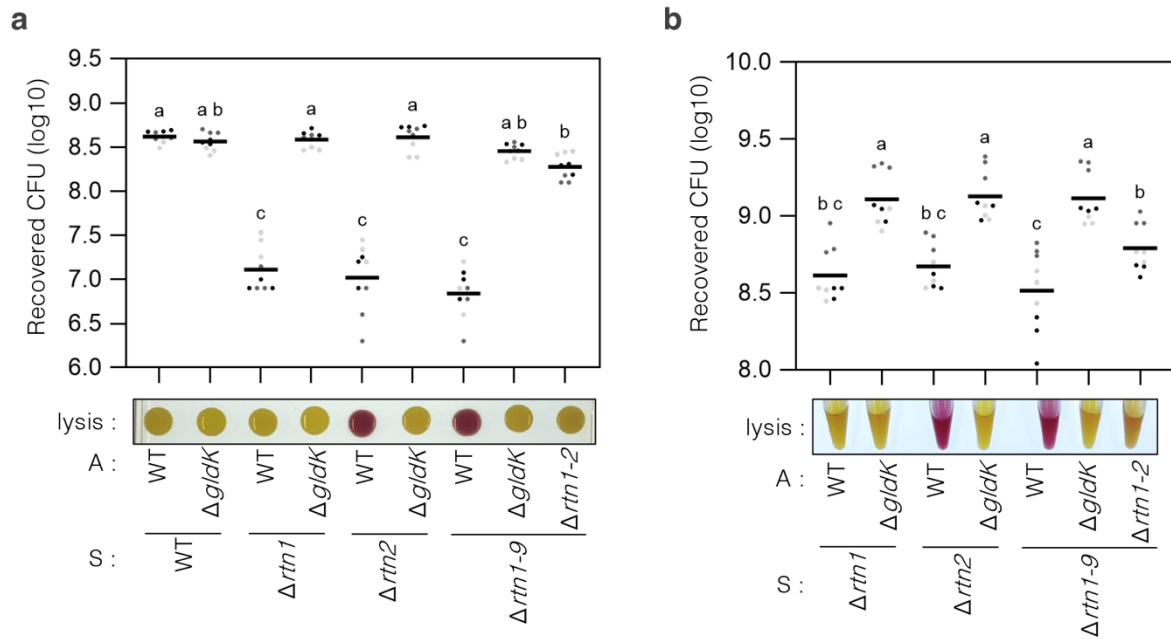 a
Recovered CFU (log10)
9.5
9.0
8.5
8.0
7.5
7.0
6.5
6.0
a
a b
c
a
c
a
c
a b
b
lysis :
A :
WT
ΔgldK
WT
ΔgldK
WT
ΔgldK
WT
ΔgldK
Δrtn1-2
S :
WT
Δrtn1
Δrtn2
Δrtn1-9
b
Recovered CFU (log10)
10.0
9.5
9.0
8.5
8.0
b c
a
b c
a
c
a
b
lysis :
A :
WT
ΔgldK
WT
ΔgldK
WT
ΔgldK
Δrtn1-2
S :
Δrtn1
Δrtn2
Δrtn1-9